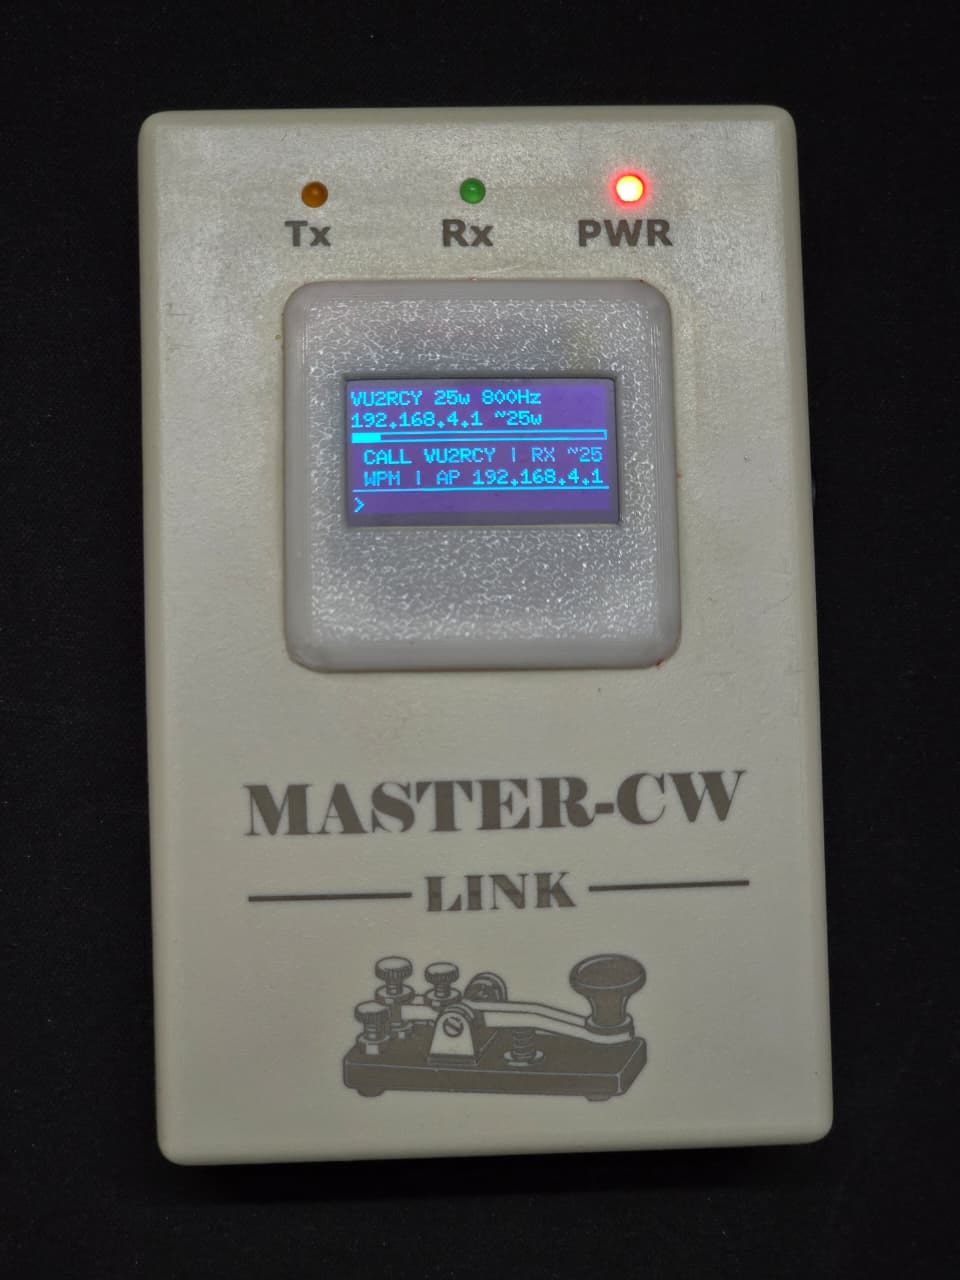 Tx Rx PWR
VU2RCY 25w 800Hz
192.168.4.1 ~25w
CALL VU2RCY | RX ~25
WPM | AP 192.168.4.1
>
MASTER-CW
LINK